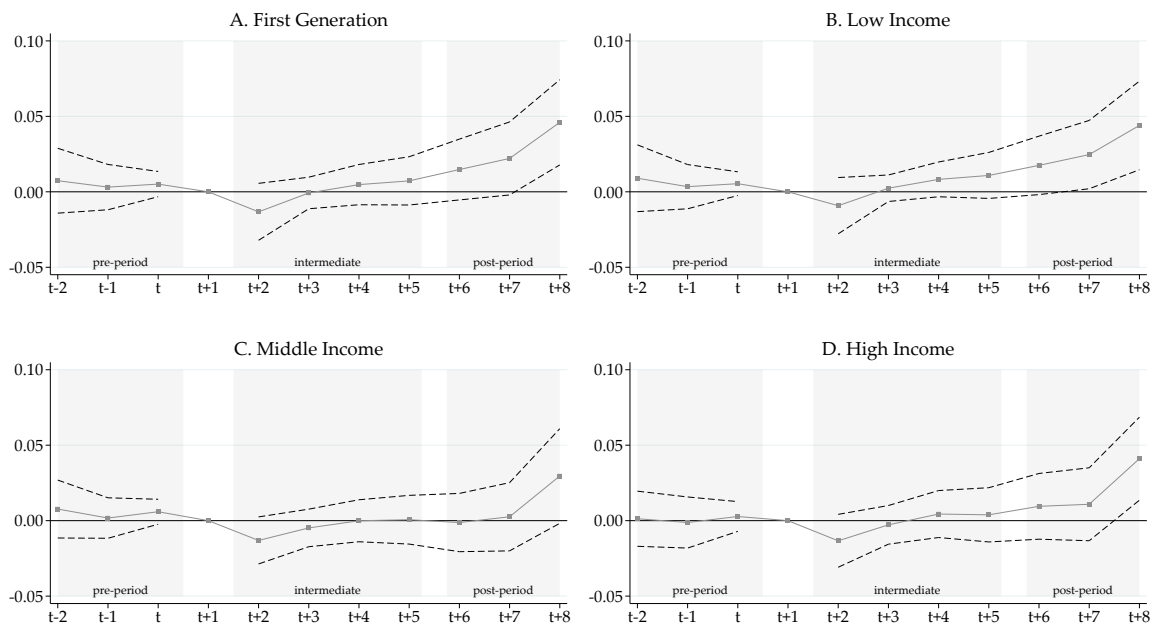 A. First Generation
0.10
0.05
0.00
-0.05
pre-period intermediate post-period
t-2 t-1 t t+1 t+2 t+3 t+4 t+5 t+6 t+7 t+8
B. Low Income
0.10
0.05
0.00
-0.05
pre-period intermediate post-period
t-2 t-1 t t+1 t+2 t+3 t+4 t+5 t+6 t+7 t+8
C. Middle Income
0.10
0.05
0.00
-0.05
pre-period intermediate post-period
t-2 t-1 t t+1 t+2 t+3 t+4 t+5 t+6 t+7 t+8
D. High Income
0.10
0.05
0.00
-0.05
pre-period intermediate post-period
t-2 t-1 t t+1 t+2 t+3 t+4 t+5 t+6 t+7 t+8